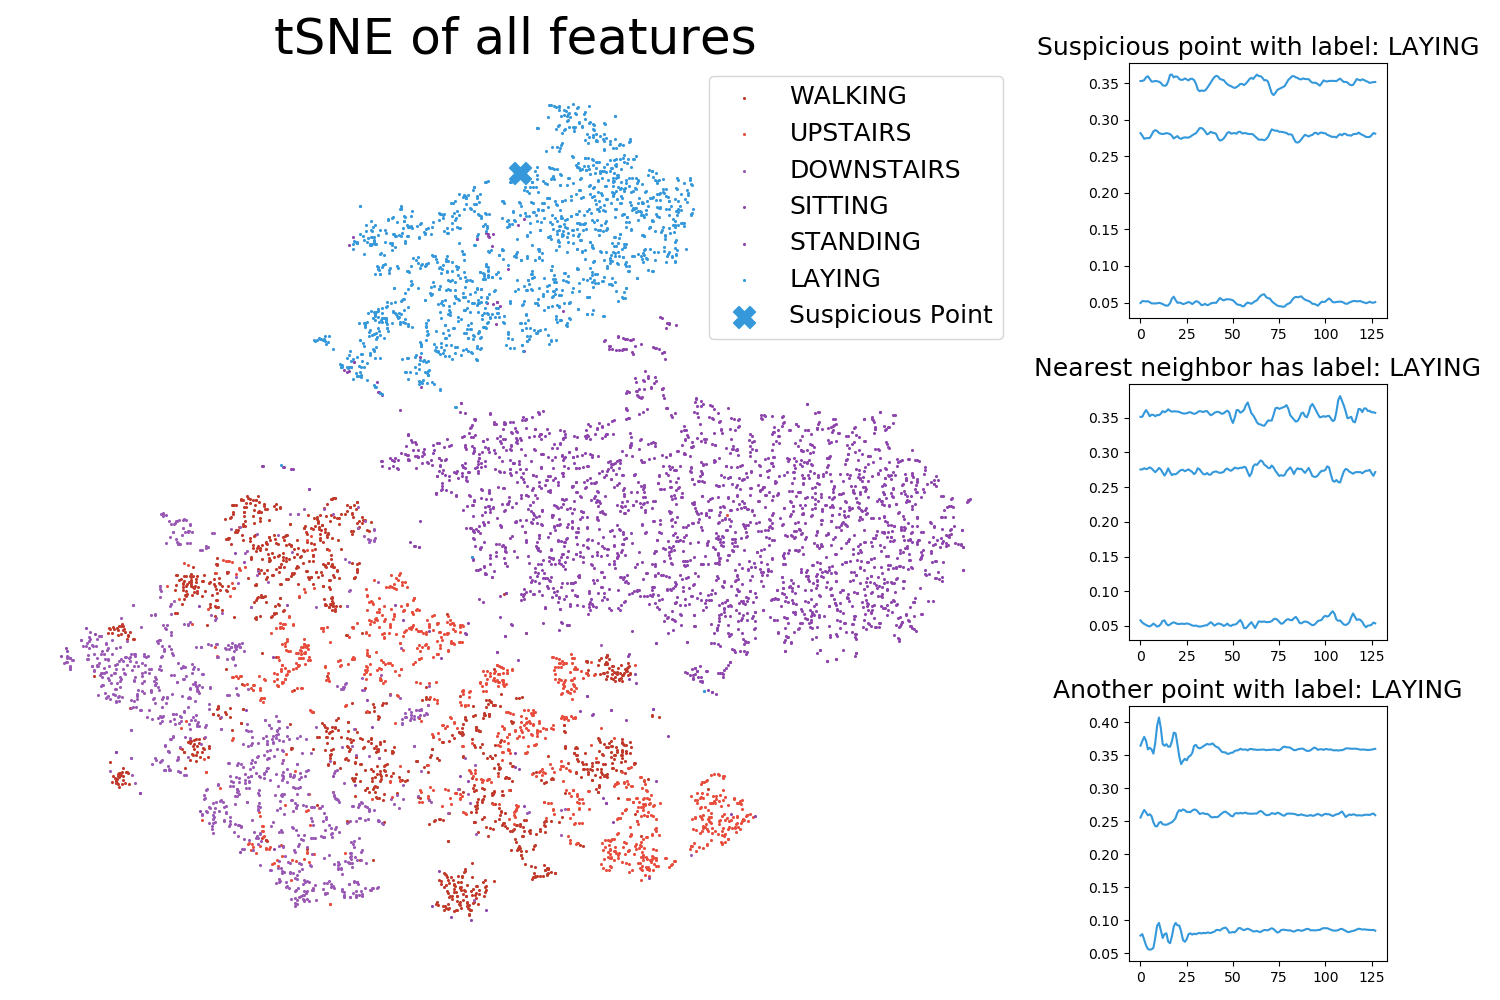 tSNE of all features
WALKING
UPSTAIRS
DOWNSTAIRS
SITTING
STANDING
LAYING
Suspicious Point
Suspicious point with label: LAYING
0.35
0.30
0.25
0.20
0.15
0.10
0.05
0 25 50 75 100 125
Nearest neighbor has label: LAYING
0.35
0.30
0.25
0.20
0.15
0.10
0.05
0 25 50 75 100 125
Another point with label: LAYING
0.40
0.35
0.30
0.25
0.20
0.15
0.10
0.05
0 25 50 75 100 125